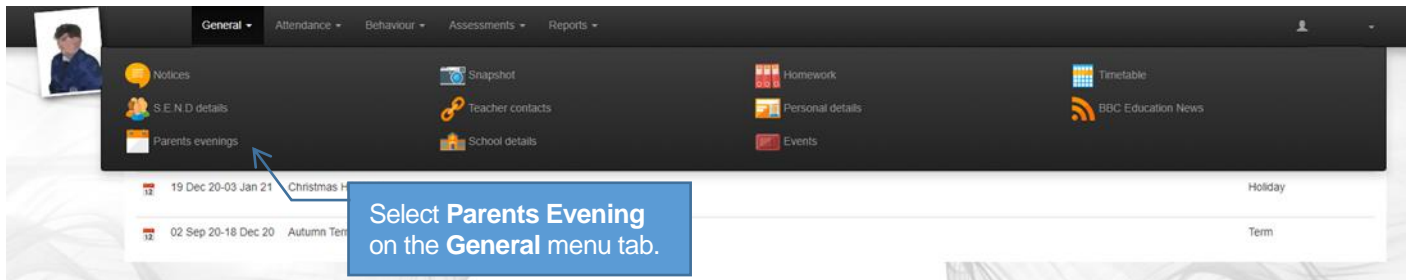 General Attendance Behaviour Assessments Reports
Notices Snapshot Homework Timetable
S.E.N.D details Teacher contacts Personal details BBC Education News
Parents evenings School details Events
12 19 Dec 20-03 Jan 21 Christmas H Holiday
12 02 Sep 20-18 Dec 20 Autumn Ter Term
Select Parents Evening
on the General menu tab.